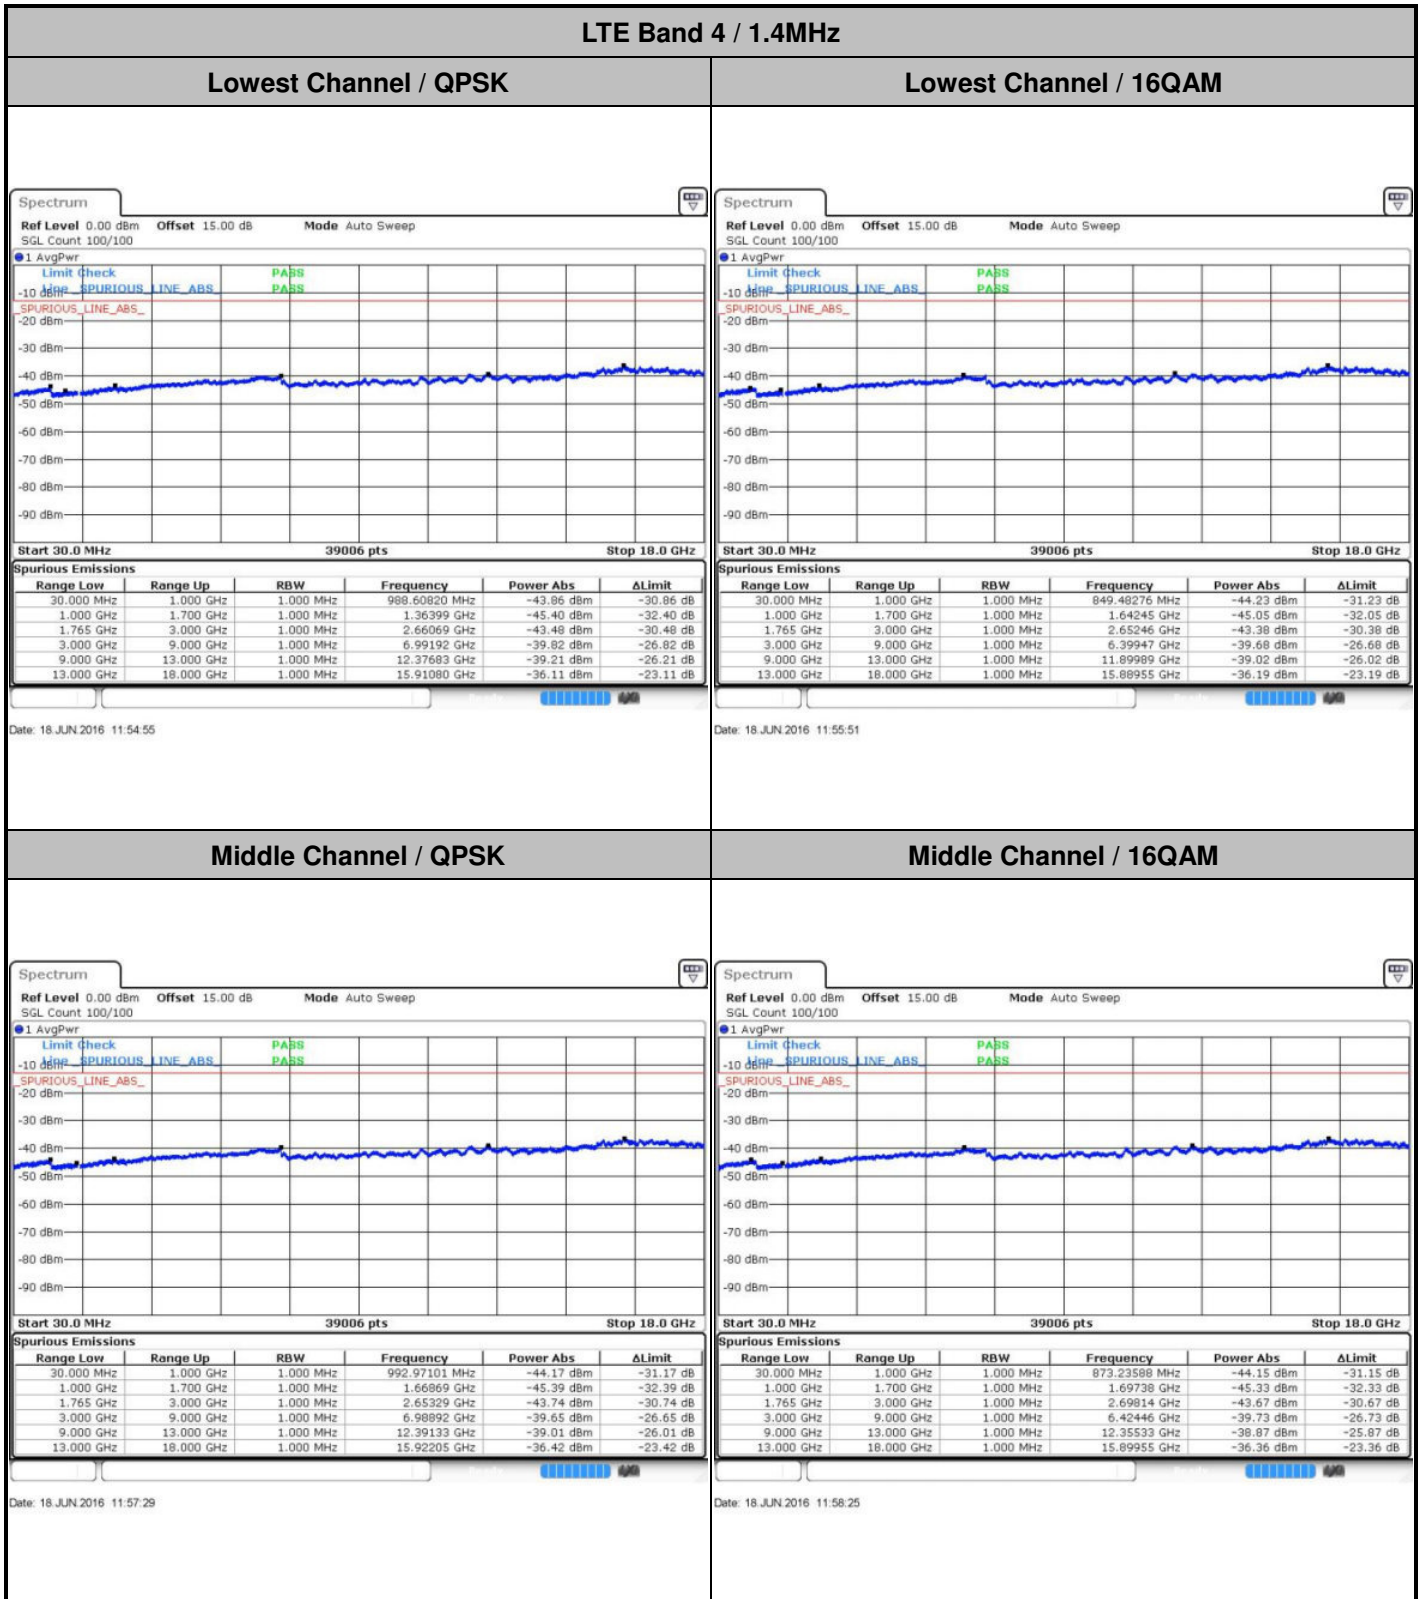 LTE Band 4 / 1.4MHz
Lowest Channel / QPSK
Lowest Channel / 16QAM
Spectrum
Ref Level 0.00 dBm Offset 15.00 dB Mode Auto Sweep
SGL Count 100/100
1 AvgPwr
Limit Check PASS
Line _SPURIOUS_LINE_ABS_ PASS
-10 dBm
_SPURIOUS_LINE_ABS_
-20 dBm
-30 dBm
-40 dBm
-50 dBm
-60 dBm
-70 dBm
-80 dBm
-90 dBm
Start 30.0 MHz 39006 pts Stop 18.0 GHz
Spurious Emissions
Range Low Range Up RBW Frequency Power Abs ΔLimit
30.000 MHz 1.000 GHz 1.000 MHz 988.60820 MHz -43.86 dBm -30.86 dB
1.000 GHz 1.700 GHz 1.000 MHz 1.36399 GHz -45.40 dBm -32.40 dB
1.765 GHz 3.000 GHz 1.000 MHz 2.66069 GHz -43.48 dBm -30.48 dB
3.000 GHz 9.000 GHz 1.000 MHz 6.99192 GHz -39.82 dBm -26.82 dB
9.000 GHz 13.000 GHz 1.000 MHz 12.37683 GHz -39.21 dBm -26.21 dB
13.000 GHz 18.000 GHz 1.000 MHz 15.91080 GHz -36.11 dBm -23.11 dB
Date: 18.JUN.2016 11:54:55
Spectrum
Ref Level 0.00 dBm Offset 15.00 dB Mode Auto Sweep
SGL Count 100/100
1 AvgPwr
Limit Check PASS
Line _SPURIOUS_LINE_ABS_ PASS
-10 dBm
_SPURIOUS_LINE_ABS_
-20 dBm
-30 dBm
-40 dBm
-50 dBm
-60 dBm
-70 dBm
-80 dBm
-90 dBm
Start 30.0 MHz 39006 pts Stop 18.0 GHz
Spurious Emissions
Range Low Range Up RBW Frequency Power Abs ΔLimit
30.000 MHz 1.000 GHz 1.000 MHz 849.48276 MHz -44.23 dBm -31.23 dB
1.000 GHz 1.700 GHz 1.000 MHz 1.64245 GHz -45.05 dBm -32.05 dB
1.765 GHz 3.000 GHz 1.000 MHz 2.65246 GHz -43.38 dBm -30.38 dB
3.000 GHz 9.000 GHz 1.000 MHz 6.39947 GHz -39.68 dBm -26.68 dB
9.000 GHz 13.000 GHz 1.000 MHz 11.89989 GHz -39.02 dBm -26.02 dB
13.000 GHz 18.000 GHz 1.000 MHz 15.88955 GHz -36.19 dBm -23.19 dB
Date: 18.JUN.2016 11:55:51
Middle Channel / QPSK
Middle Channel / 16QAM
Spectrum
Ref Level 0.00 dBm Offset 15.00 dB Mode Auto Sweep
SGL Count 100/100
1 AvgPwr
Limit Check PASS
Line _SPURIOUS_LINE_ABS_ PASS
-10 dBm
_SPURIOUS_LINE_ABS_
-20 dBm
-30 dBm
-40 dBm
-50 dBm
-60 dBm
-70 dBm
-80 dBm
-90 dBm
Start 30.0 MHz 39006 pts Stop 18.0 GHz
Spurious Emissions
Range Low Range Up RBW Frequency Power Abs ΔLimit
30.000 MHz 1.000 GHz 1.000 MHz 992.97101 MHz -44.17 dBm -31.17 dB
1.000 GHz 1.700 GHz 1.000 MHz 1.66869 GHz -45.39 dBm -32.39 dB
1.765 GHz 3.000 GHz 1.000 MHz 2.65329 GHz -43.74 dBm -30.74 dB
3.000 GHz 9.000 GHz 1.000 MHz 6.98892 GHz -39.65 dBm -26.65 dB
9.000 GHz 13.000 GHz 1.000 MHz 12.39133 GHz -39.01 dBm -26.01 dB
13.000 GHz 18.000 GHz 1.000 MHz 15.92205 GHz -36.42 dBm -23.42 dB
Date: 18.JUN.2016 11:57:29
Spectrum
Ref Level 0.00 dBm Offset 15.00 dB Mode Auto Sweep
SGL Count 100/100
1 AvgPwr
Limit Check PASS
Line _SPURIOUS_LINE_ABS_ PASS
-10 dBm
_SPURIOUS_LINE_ABS_
-20 dBm
-30 dBm
-40 dBm
-50 dBm
-60 dBm
-70 dBm
-80 dBm
-90 dBm
Start 30.0 MHz 39006 pts Stop 18.0 GHz
Spurious Emissions
Range Low Range Up RBW Frequency Power Abs ΔLimit
30.000 MHz 1.000 GHz 1.000 MHz 873.23588 MHz -44.15 dBm -31.15 dB
1.000 GHz 1.700 GHz 1.000 MHz 1.69738 GHz -45.33 dBm -32.33 dB
1.765 GHz 3.000 GHz 1.000 MHz 2.69814 GHz -43.67 dBm -30.67 dB
3.000 GHz 9.000 GHz 1.000 MHz 6.42446 GHz -39.73 dBm -26.73 dB
9.000 GHz 13.000 GHz 1.000 MHz 12.35533 GHz -38.87 dBm -25.87 dB
13.000 GHz 18.000 GHz 1.000 MHz 15.89955 GHz -36.36 dBm -23.36 dB
Date: 18.JUN.2016 11:58:25